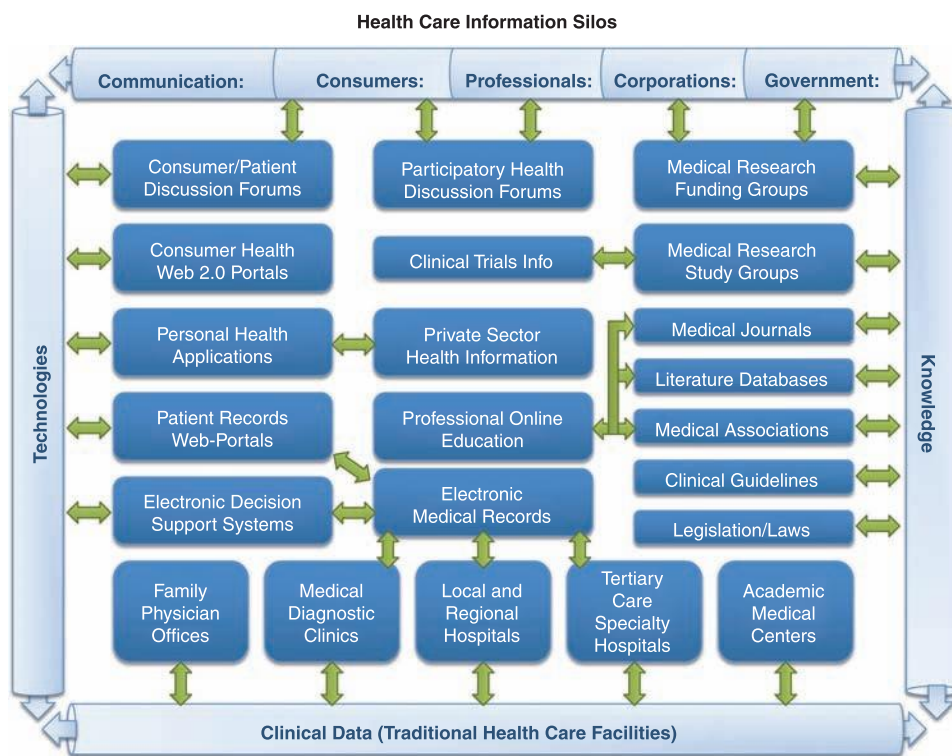 Health Care Information Silos
Communication:
Consumers:
Professionals:
Corporations:
Government:
Technologies
Knowledge
Consumer/Patient
Discussion Forums
Participatory Health
Discussion Forums
Medical Research
Funding Groups
Consumer Health
Web 2.0 Portals
Clinical Trials Info
Medical Research
Study Groups
Personal Health
Applications
Private Sector
Health Information
Medical Journals
Literature Databases
Patient Records
Web-Portals
Professional Online
Education
Medical Associations
Clinical Guidelines
Electronic Decision
Support Systems
Electronic
Medical Records
Legislation/Laws
Family
Physician
Offices
Medical
Diagnostic
Clinics
Local and
Regional
Hospitals
Tertiary
Care
Specialty
Hospitals
Academic
Medical
Centers
Clinical Data (Traditional Health Care Facilities)